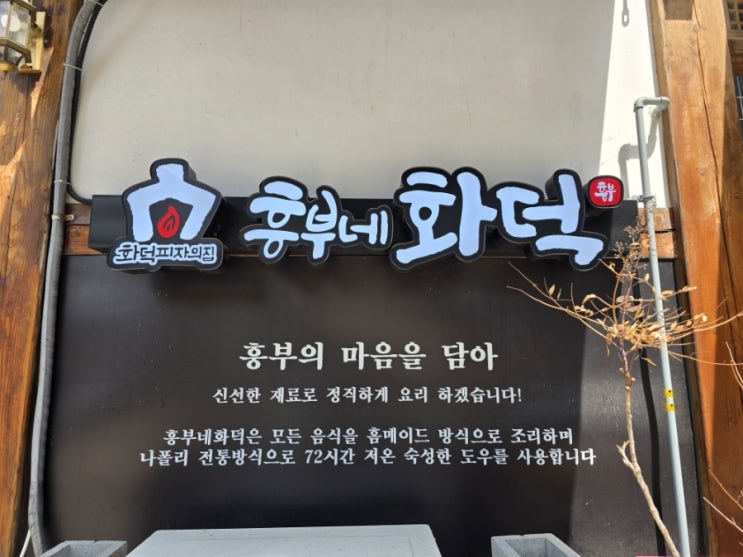 화덕피자의집
흥부네 화덕
흥부
흥부의 마음을 담아
신선한 재료로 정직하게 요리 하겠습니다!
흥부네화덕은 모든 음식을 홈메이드 방식으로 조리하며
나폴리 전통방식으로 72시간 저온 숙성한 도우를 사용합니다